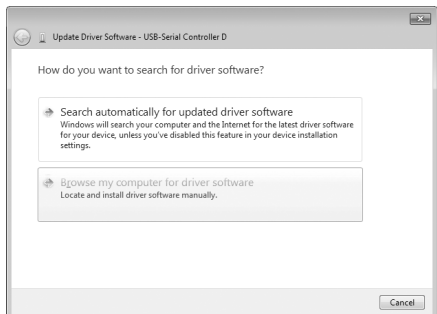 Update Driver Software - USB-Serial Controller D
How do you want to search for driver software?
Search automatically for updated driver software
Windows will search your computer and the Internet for the latest driver software
for your device, unless you've disabled this feature in your device installation
settings.
Browse my computer for driver software
Locate and install driver software manually.
Cancel